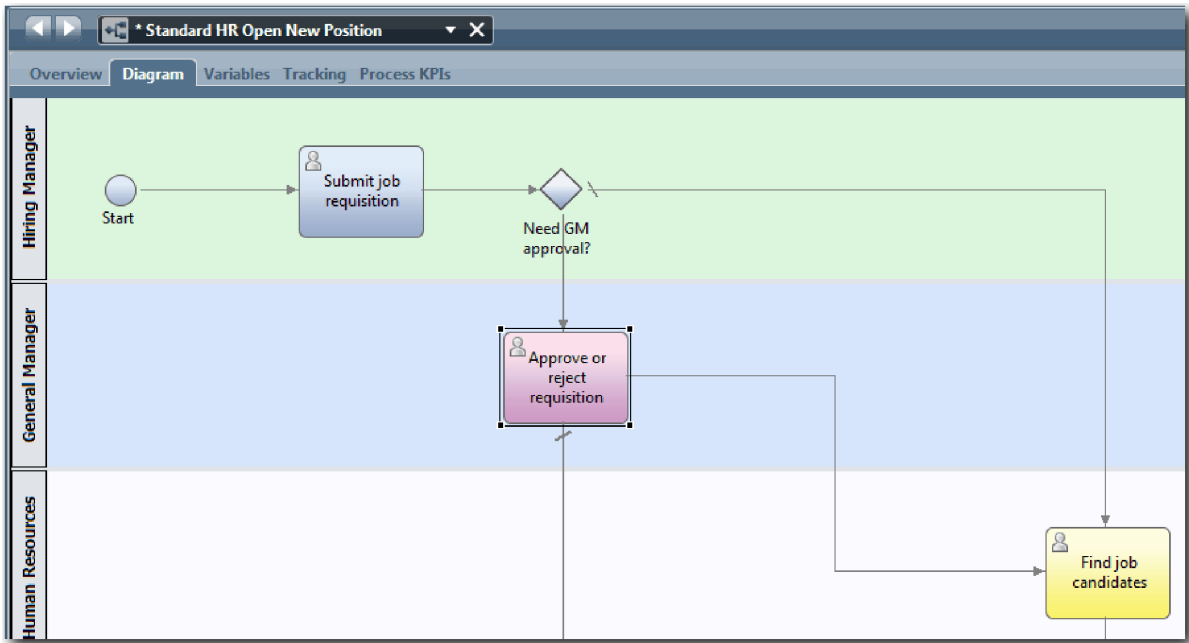 * Standard HR Open New Position
Overview Diagram Variables Tracking Process KPIs
Hiring Manager
Start
Submit job
requisition
Need GM
approval?
General Manager
Approve or
reject
requisition
Human Resources
Find job
candidates